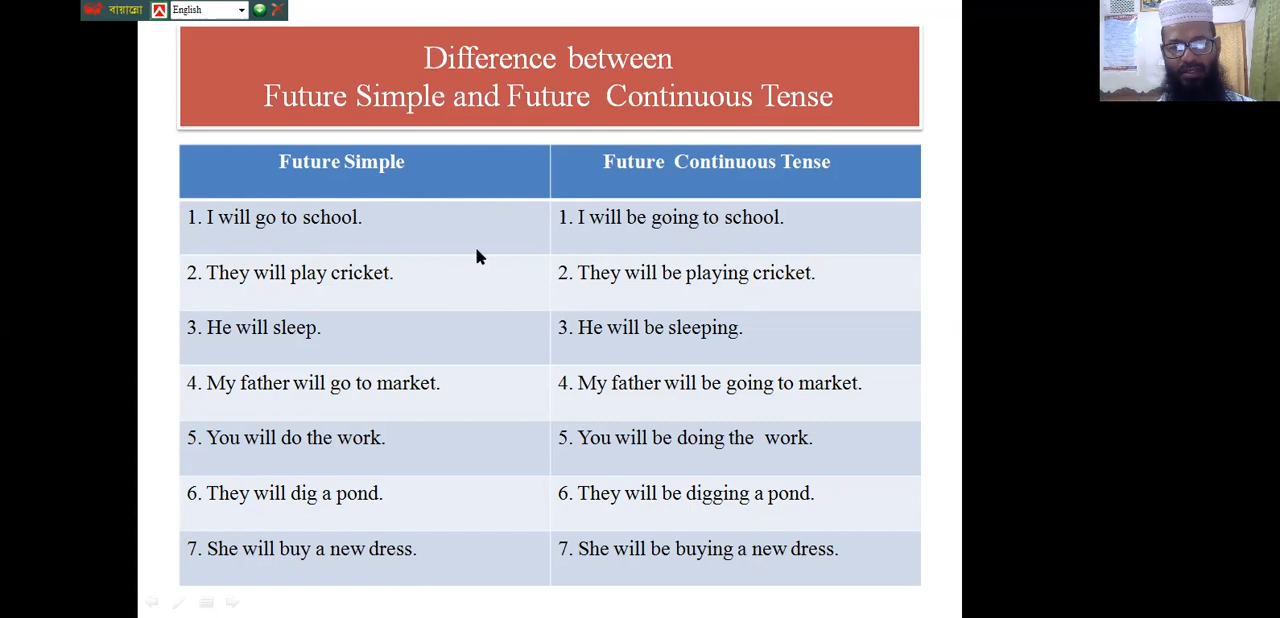 বায়ান্নো English
Difference between
Future Simple and Future Continuous Tense
Future Simple Future Continuous Tense
1. I will go to school. 1. I will be going to school.
2. They will play cricket. 2. They will be playing cricket.
3. He will sleep. 3. He will be sleeping.
4. My father will go to market. 4. My father will be going to market.
5. You will do the work. 5. You will be doing the work.
6. They will dig a pond. 6. They will be digging a pond.
7. She will buy a new dress. 7. She will be buying a new dress.